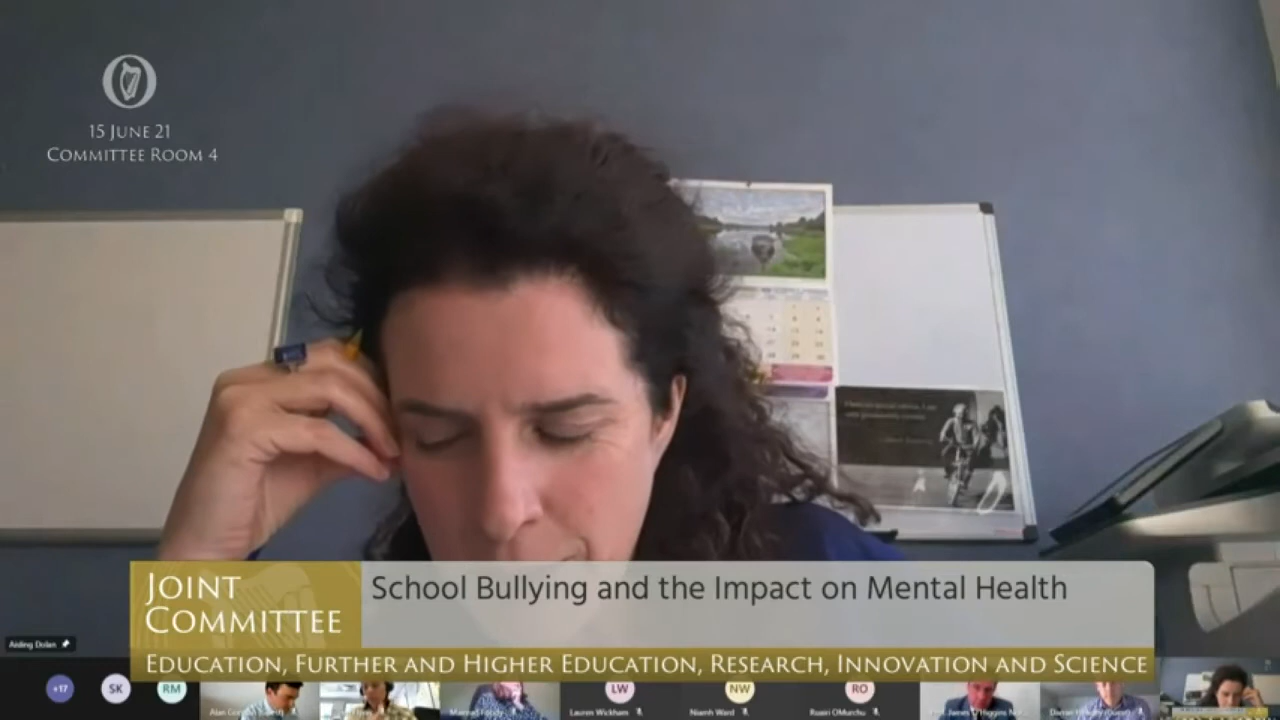 15 June 21
Committee Room 4
Joint
Committee
School Bullying and the Impact on Mental Health
Education, Further and Higher Education, Research, Innovation and Science
Aisling Dolan
+17
SK
RM
LW
NW
RO
Lauren Wickham
Niamh Ward
Ruairí OMurchu